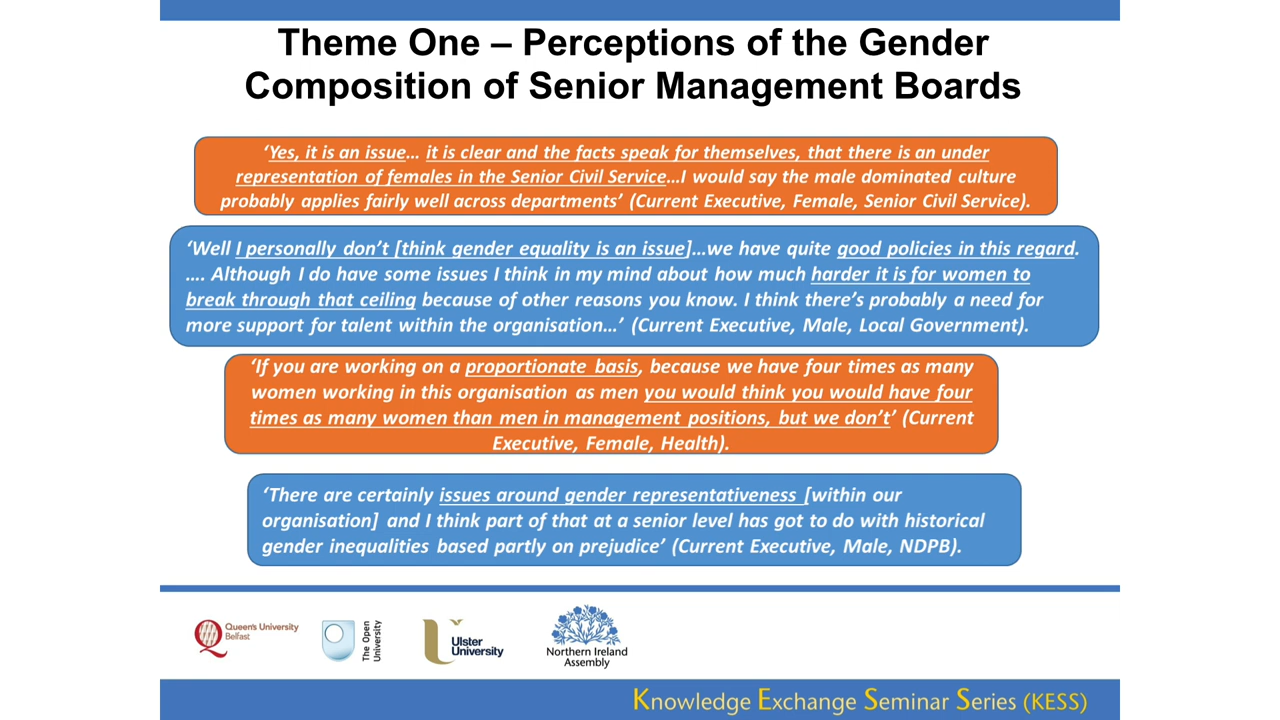 Theme One – Perceptions of the Gender
Composition of Senior Management Boards
‘Yes, it is an issue… it is clear and the facts speak for themselves, that there is an under
representation of females in the Senior Civil Service…I would say the male dominated culture
probably applies fairly well across departments’ (Current Executive, Female, Senior Civil Service).
‘Well I personally don’t [think gender equality is an issue]…we have quite good policies in this regard.
…. Although I do have some issues I think in my mind about how much harder it is for women to
break through that ceiling because of other reasons you know. I think there’s probably a need for
more support for talent within the organisation…’ (Current Executive, Male, Local Government).
‘If you are working on a proportionate basis, because we have four times as many
women working in this organisation as men you would think you would have four
times as many women than men in management positions, but we don’t’ (Current
Executive, Female, Health).
‘There are certainly issues around gender representativeness [within our
organisation] and I think part of that at a senior level has got to do with historical
gender inequalities based partly on prejudice’ (Current Executive, Male, NDPB).
Queen's University
Belfast
The Open
University
Ulster
University
Northern Ireland
Assembly
Knowledge Exchange Seminar Series (KESS)